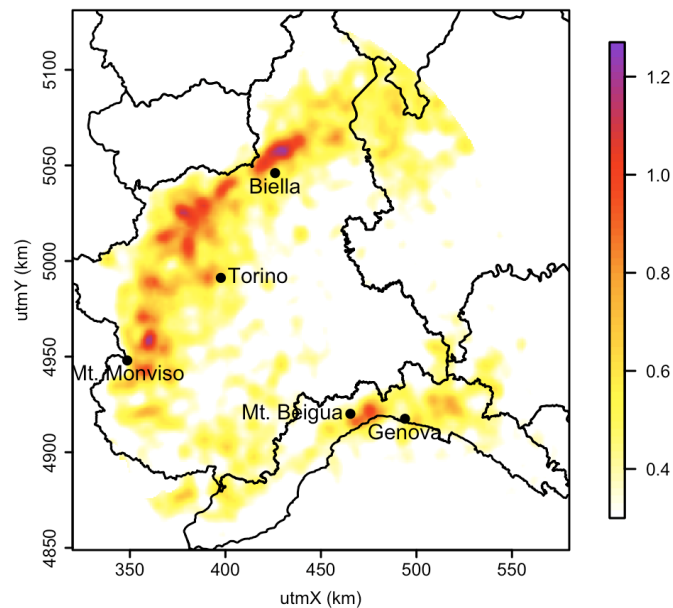 5100
5050
5000
4950
4900
4850
utmY (km)
Biella
Torino
Mt. Monviso
Mt. Beigua
Genova
350
400
450
500
550
utmX (km)
1.2
1.0
0.8
0.6
0.4